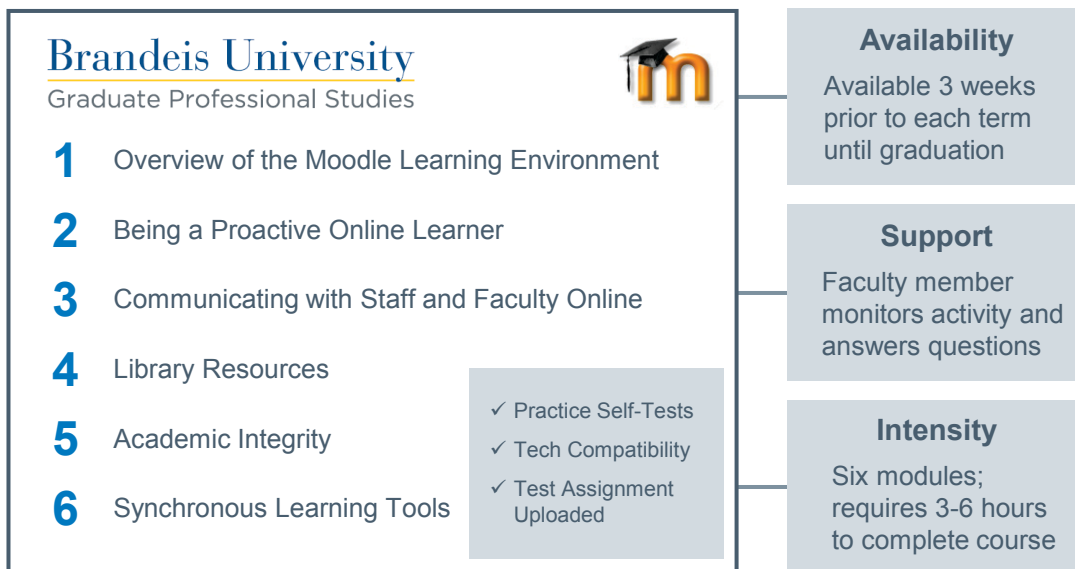 Brandeis University
Graduate Professional Studies
m
1 Overview of the Moodle Learning Environment
2 Being a Proactive Online Learner
3 Communicating with Staff and Faculty Online
4 Library Resources
5 Academic Integrity
6 Synchronous Learning Tools
✓ Practice Self-Tests
✓ Tech Compatibility
✓ Test Assignment
Uploaded
Availability
Available 3 weeks
prior to each term
until graduation
Support
Faculty member
monitors activity and
answers questions
Intensity
Six modules;
requires 3-6 hours
to complete course